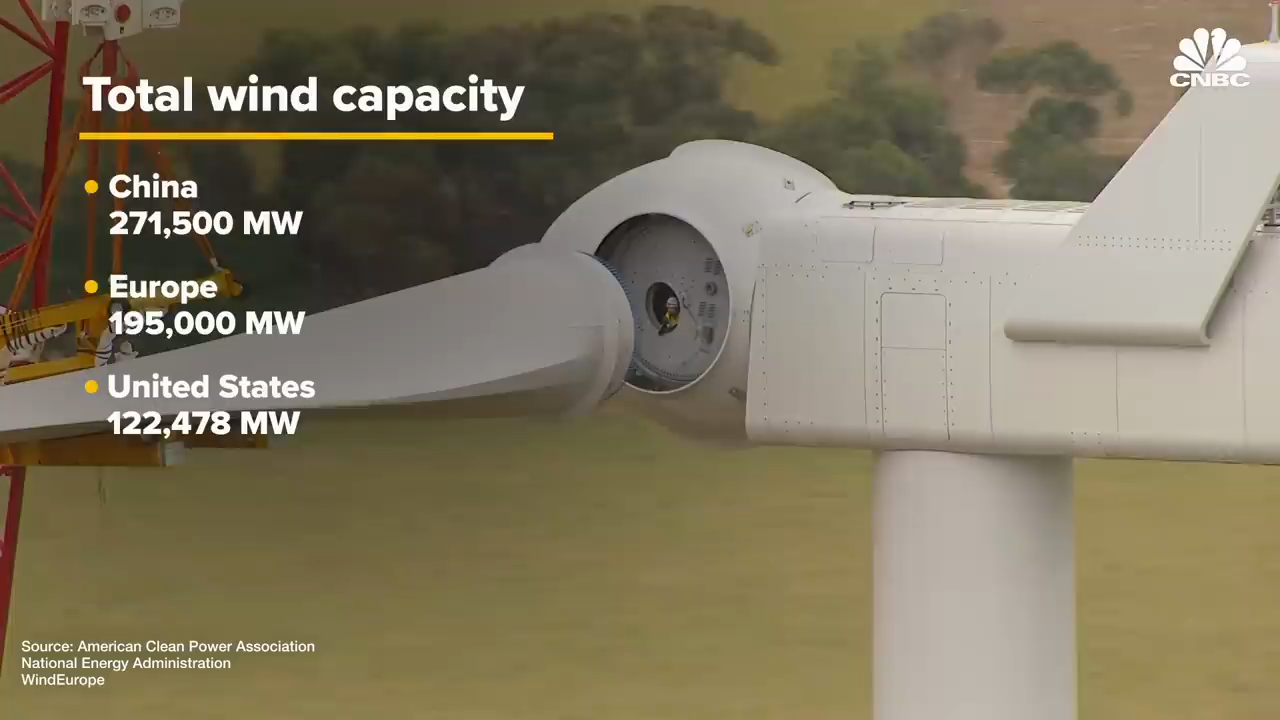 CNBC
Total wind capacity
China
271,500 MW
Europe
195,000 MW
United States
122,478 MW
Source: American Clean Power Association
National Energy Administration
WindEurope